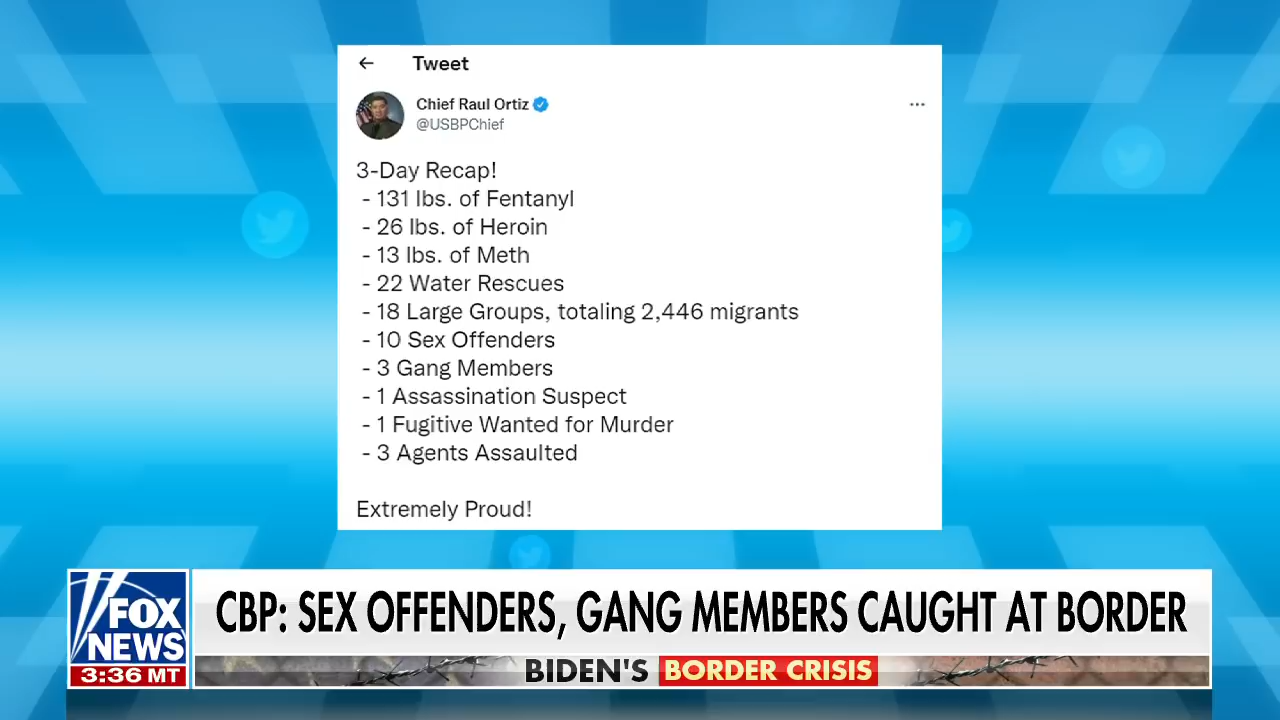 ← Tweet
Chief Raul Ortiz
@USBPChief
3-Day Recap!
- 131 lbs. of Fentanyl
- 26 lbs. of Heroin
- 13 lbs. of Meth
- 22 Water Rescues
- 18 Large Groups, totaling 2,446 migrants
- 10 Sex Offenders
- 3 Gang Members
- 1 Assassination Suspect
- 1 Fugitive Wanted for Murder
- 3 Agents Assaulted
Extremely Proud!
FOX
NEWS
3:36 MT
CBP: SEX OFFENDERS, GANG MEMBERS CAUGHT AT BORDER
BIDEN'S BORDER CRISIS